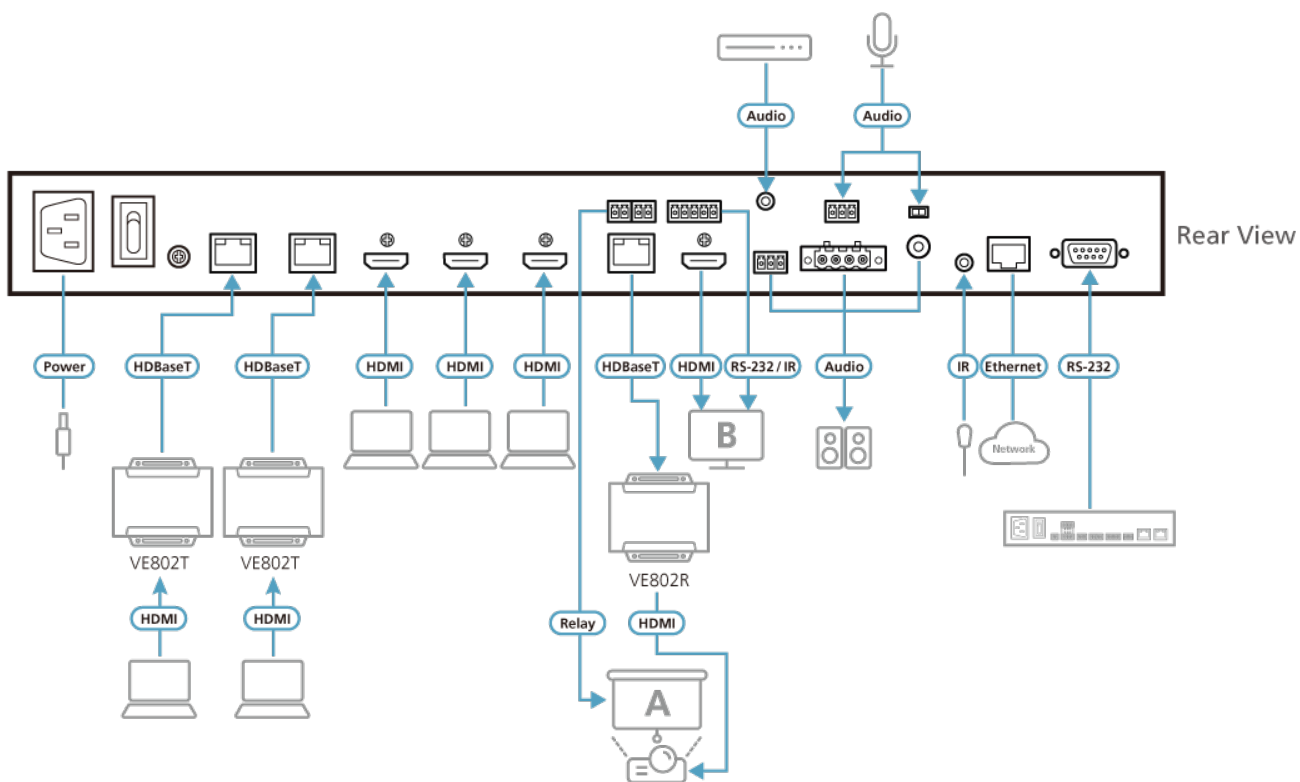 Audio
Audio
Rear View
Power
HDBaseT
HDBaseT
HDMI
HDMI
HDMI
HDBaseT
HDMI
RS-232 / IR
Audio
IR
Ethernet
RS-232
B
Network
VE802T
VE802T
VE802R
HDMI
HDMI
Relay
HDMI
A